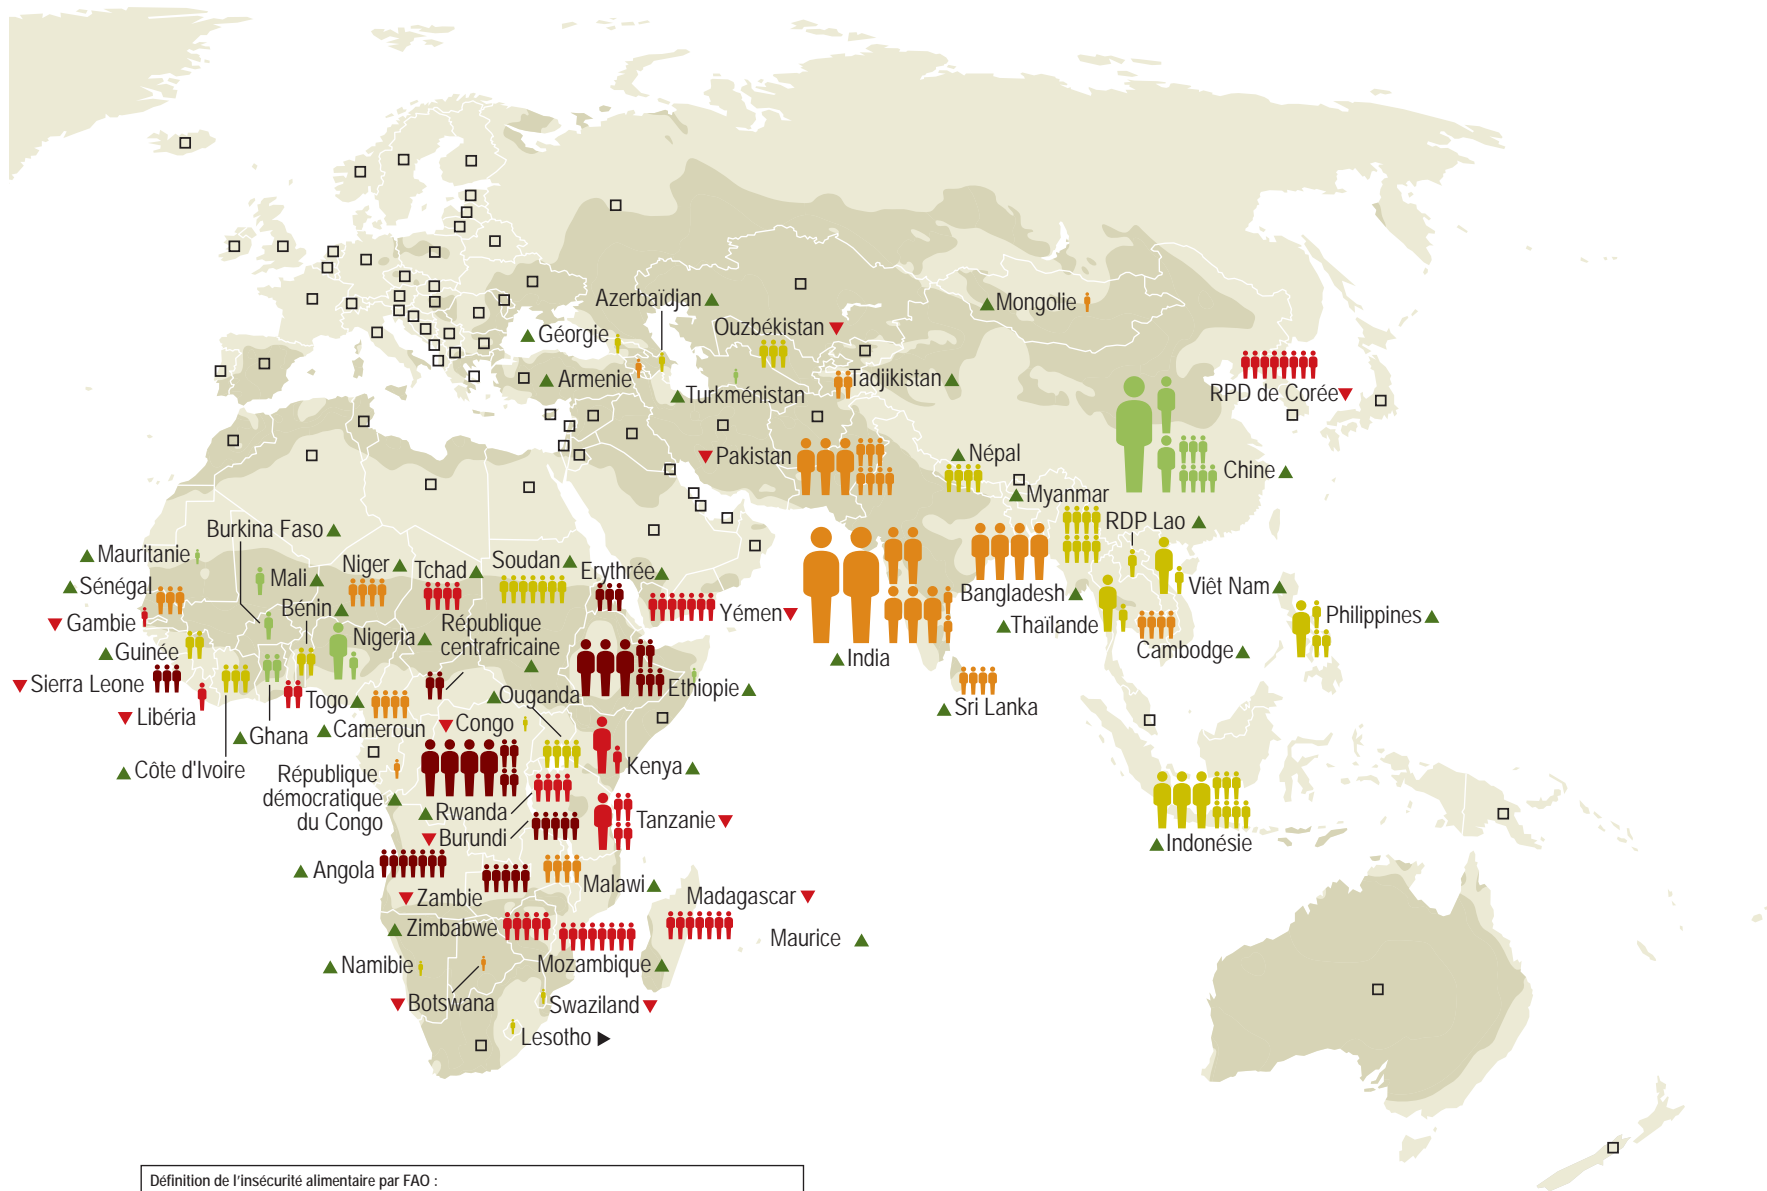 Azerbaïdjan
Mongolie
Ouzbékistan
Géorgie
Armenie
Tadjikistan
Turkménistan
RPD de Corée
Pakistan
Népal
Chine
Myanmar
RDP Lao
Burkina Faso
Mauritanie
Niger
Tchad
Soudan
Erythrée
Sénégal
Mali
Bénin
Viêt Nam
Bangladesh
Gambie
Yémen
Philippines
République
centrafricaine
Nigeria
Thaïlande
Guinée
Cambodge
India
Sierra Leone
Ethiopie
Togo
Ouganda
Sri Lanka
Libéria
Congo
Cameroun
Ghana
Côte d'Ivoire
Kenya
République
démocratique
du Congo
Rwanda
Tanzanie
Burundi
Indonésie
Angola
Malawi
Zambie
Madagascar
Zimbabwe
Maurice
Namibie
Mozambique
Botswana
Swaziland
Lesotho
Définition de l'insécurité alimentaire par FAO :